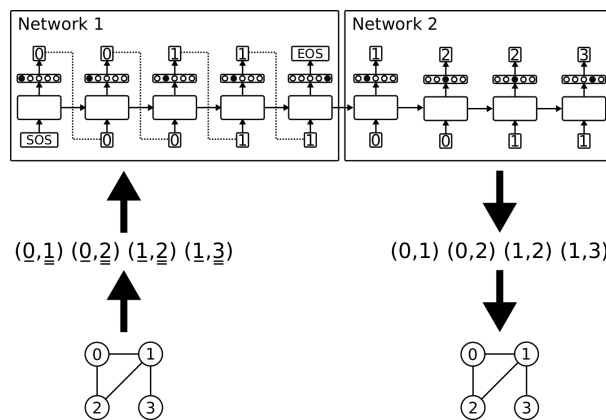 Network 1
Network 2
0 0 1 1 EOS
1 2 2 3
SOS 0 0 1 1
0 0 1 1
(0,1) (0,2) (1,2) (1,3)
(0,1) (0,2) (1,2) (1,3)
0 1
2 3
0 1
2 3